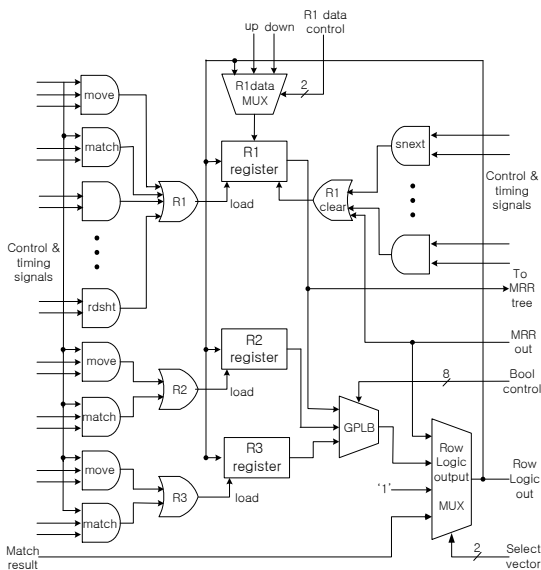 R1 data
control
up down
R1data
MUX
2
move
match
R1
register
snext
R1
load
R1
clear
Control &
timing
signals
Control &
timing
signals
rdsht
To
MRR
tree
move
R2
register
MRR
out
R2
load
8
Bool
control
match
GPLB
R3
register
Row
Logic
output
MUX
move
'1'
Row
Logic
out
R3
load
match
Match
result
2
Select
vector